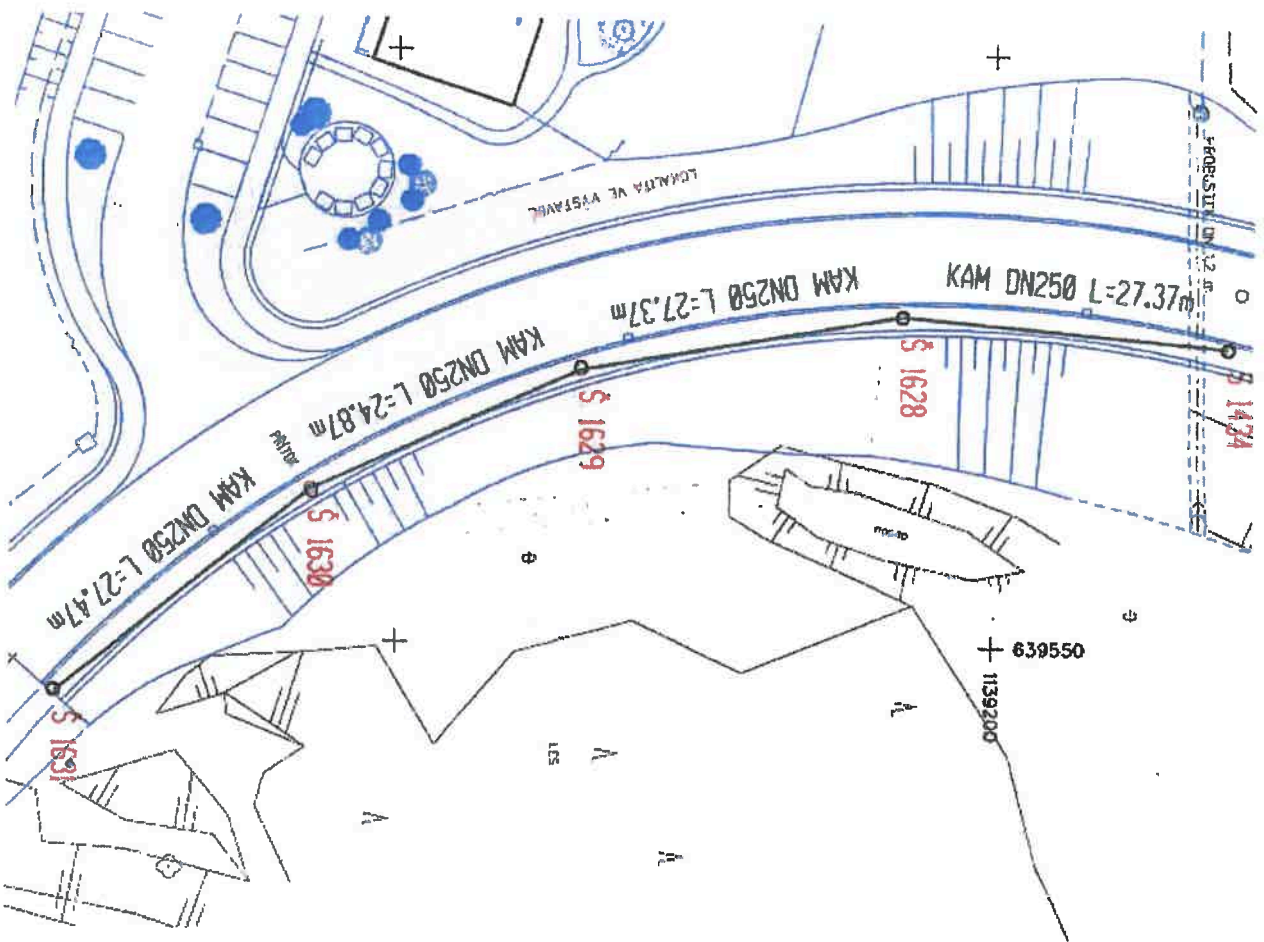 LOKALITA VE VÝSTAVBĚ
KAM DN250 L=27.37m
KAM DN250 L=27.37m
KAM DN250 L=24.87m
KAM DN250 L=27.47m
Š 1434
Š 1628
Š 1629
Š 1630
Š 1631
639550
1139200
LES